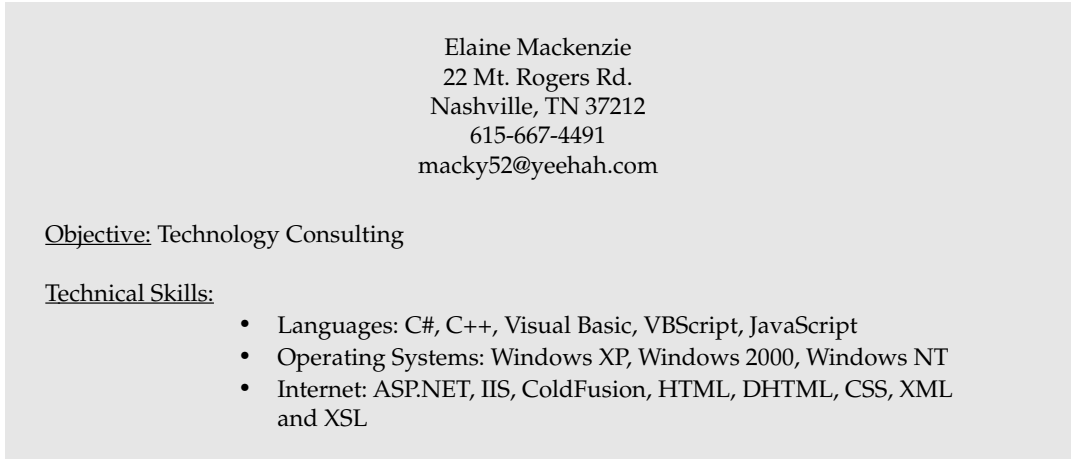 Elaine Mackenzie
22 Mt. Rogers Rd.
Nashville, TN 37212
615-667-4491
macky52@yeehah.com
Objective: Technology Consulting
Technical Skills:
• Languages: C#, C++, Visual Basic, VBScript, JavaScript
• Operating Systems: Windows XP, Windows 2000, Windows NT
• Internet: ASP.NET, IIS, ColdFusion, HTML, DHTML, CSS, XML
and XSL